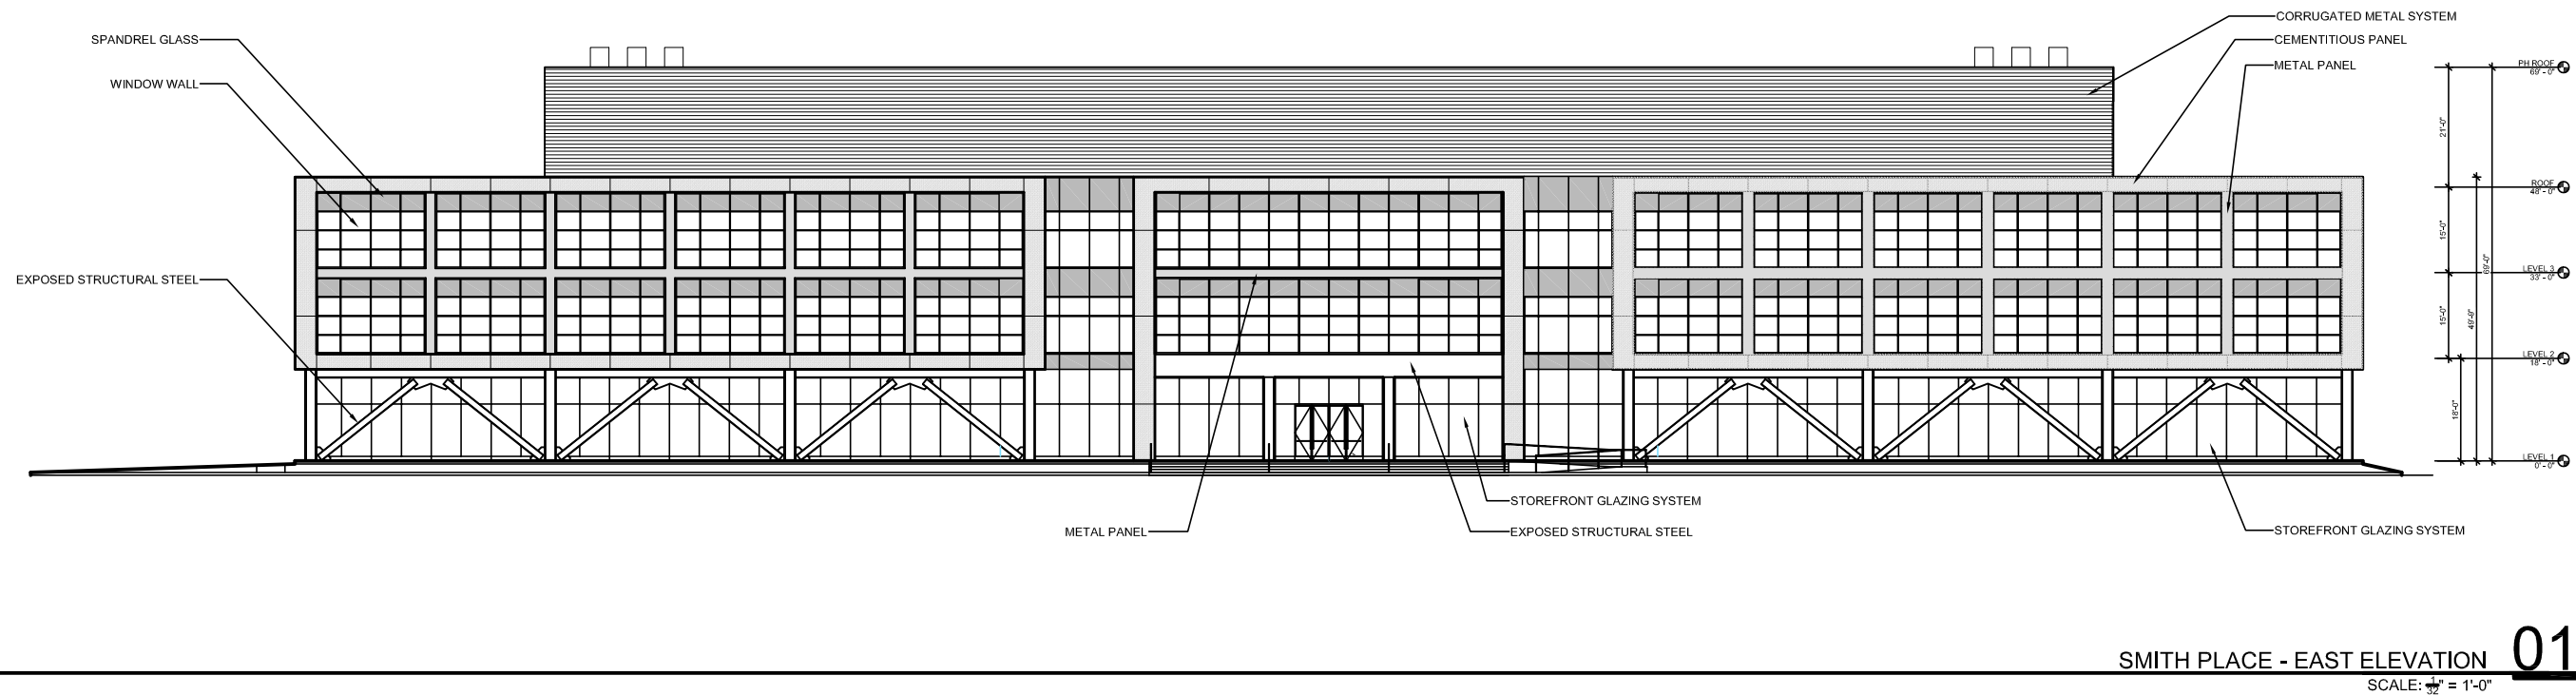 CORRUGATED METAL SYSTEM
SPANDREL GLASS
CEMENTITIOUS PANEL
METAL PANEL
WINDOW WALL
EXPOSED STRUCTURAL STEEL
PH ROOF
69' - 0"
ROOF
48' - 0"
LEVEL 3
33' - 0"
LEVEL 2
18' - 0"
LEVEL 1
0' - 0"
21'-0"
15'-0"
15'-0"
18'-0"
49'-9"
69'-0"
STOREFRONT GLAZING SYSTEM
METAL PANEL
EXPOSED STRUCTURAL STEEL
STOREFRONT GLAZING SYSTEM
SMITH PLACE - EAST ELEVATION 01
SCALE: 1/32" = 1'-0"